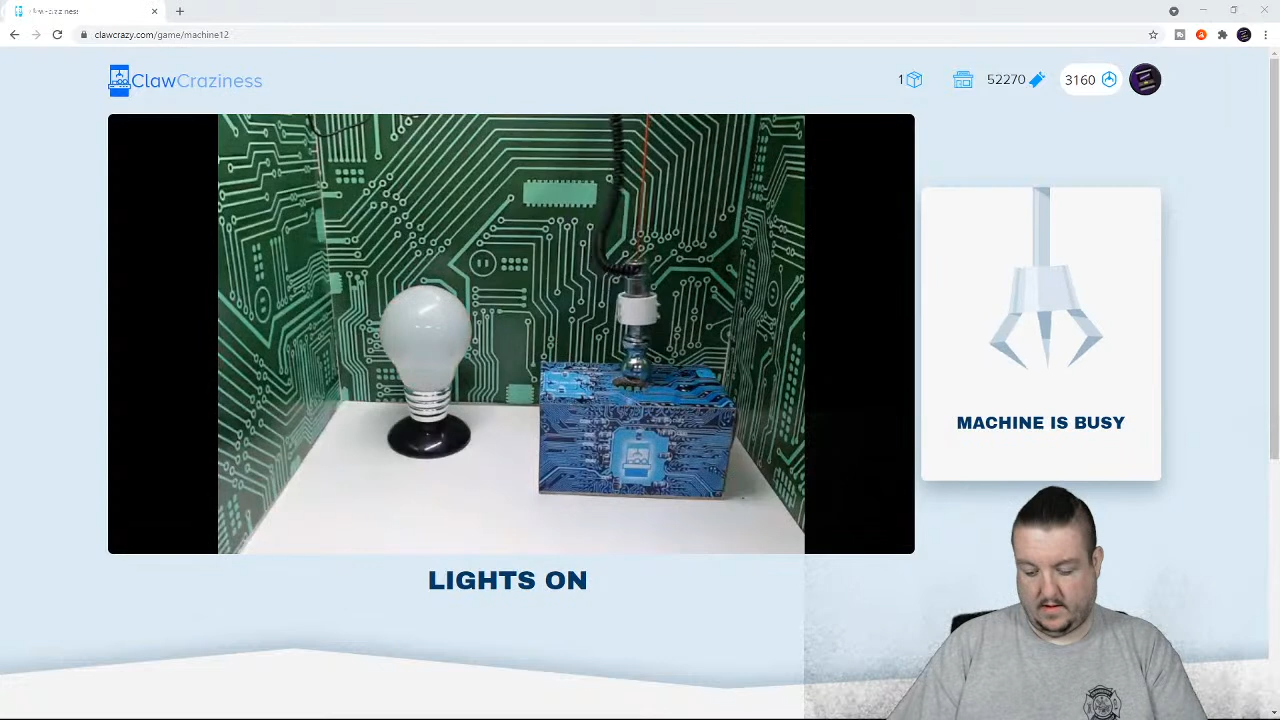 clawcrazy.com/game/machine12
ClawCraziness
1
52270
3160
MACHINE IS BUSY
LIGHTS ON